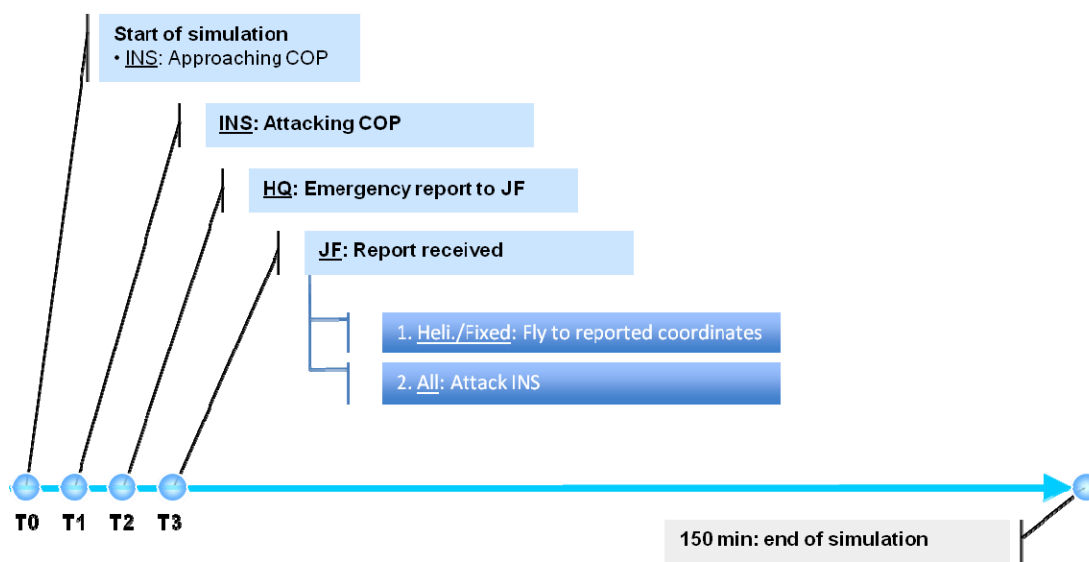 Start of simulation
• INS: Approaching COP
INS: Attacking COP
HQ: Emergency report to JF
JF: Report received
1. Heli./Fixed: Fly to reported coordinates
2. All: Attack INS
T0 T1 T2 T3
150 min: end of simulation